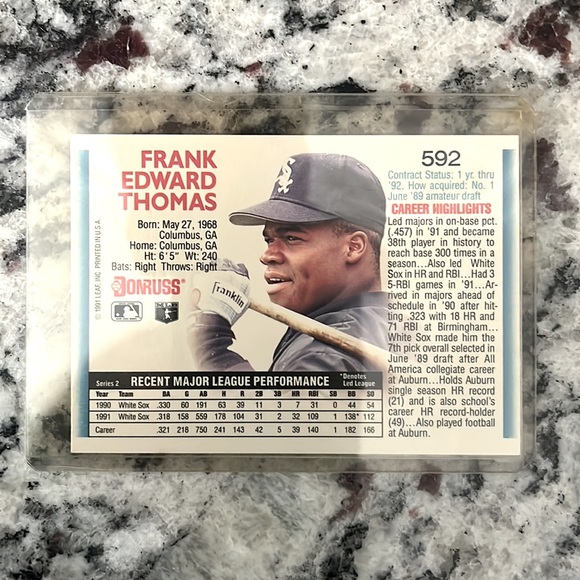 FRANK
EDWARD
THOMAS
Born: May 27, 1968
Columbus, GA
Home: Columbus, GA
Ht: 6' 5" Wt: 240
Bats: Right Throws: Right
DONRUSS
© 1991 LEAF, INC. PRINTED IN U.S.A.
Franklin
592
Contract Status: 1 yr. thru
'92. How acquired: No. 1
June '89 amateur draft
CAREER HIGHLIGHTS
Led majors in on-base pct.
(.457) in '91 and became
38th player in history to
reach base 300 times in a
season...Also led White
Sox in HR and RBI...Had 3
5-RBI games in '91...Ar-
rived in majors ahead of
schedule in '90 after hit-
ting .323 with 18 HR and
71 RBI at Birmingham...
White Sox made him the
7th pick overall selected in
June '89 draft after All
America collegiate career
at Auburn...Holds Auburn
single season HR record
(21) and is also school's
career HR record-holder
(49)...Also played football
at Auburn.
Series 2 RECENT MAJOR LEAGUE PERFORMANCE *Denotes Led League
Year Team BA G AB H R 2B 3B HR RBI SB BB SO
1990 White Sox .330 60 191 63 39 11 3 7 31 0 44 54
1991 White Sox .318 158 559 178 104 31 2 32 109 1 138* 112
Career .321 218 750 241 143 42 5 39 140 1 182 166